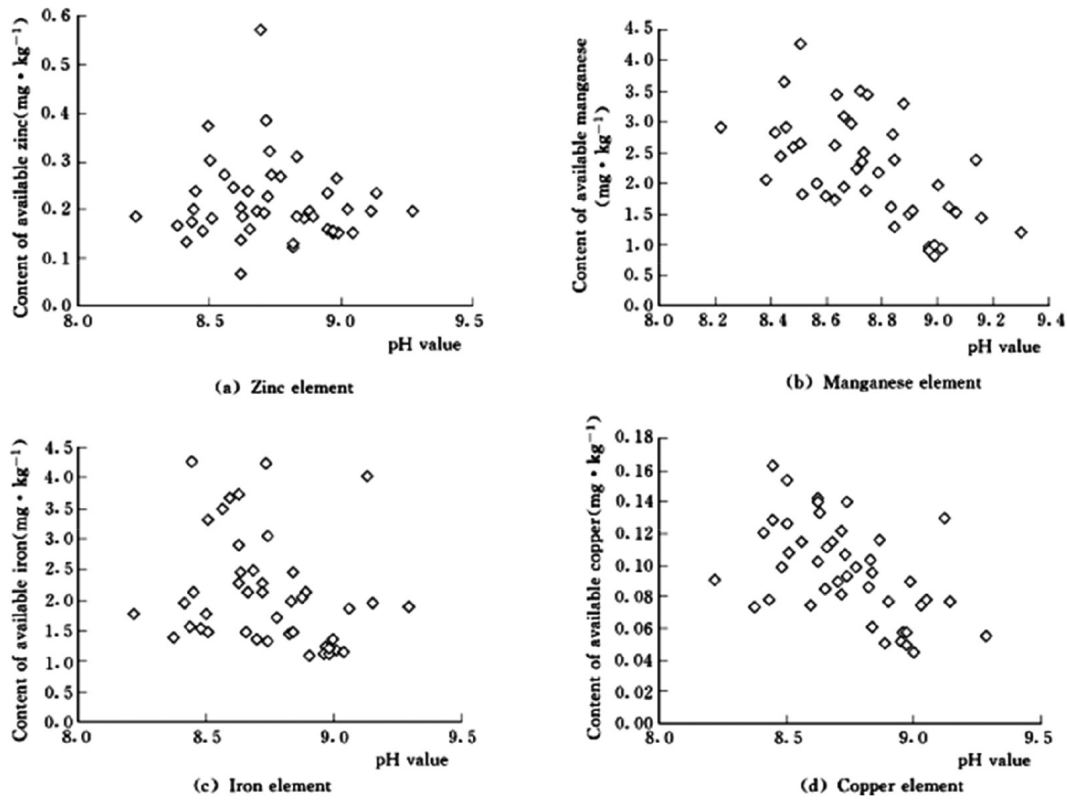 0.6
0.5
0.4
0.3
0.2
0.1
0.0
8.0 8.5 9.0 9.5
Content of available zinc(mg • kg⁻¹)
pH value
(a) Zinc element
4.5
4.0
3.5
3.0
2.5
2.0
1.5
1.0
0.5
0.0
8.0 8.2 8.4 8.6 8.8 9.0 9.2 9.4
Content of available manganese
(mg • kg⁻¹)
pH value
(b) Manganese element
4.5
4.0
3.5
3.0
2.5
2.0
1.5
1.0
0.5
0.0
8.0 8.5 9.0 9.5
Content of available iron(mg • kg⁻¹)
pH value
(c) Iron element
0.18
0.16
0.14
0.12
0.10
0.08
0.06
0.04
0.02
0.00
8.0 8.5 9.0 9.5
Content of available copper(mg • kg⁻¹)
pH value
(d) Copper element